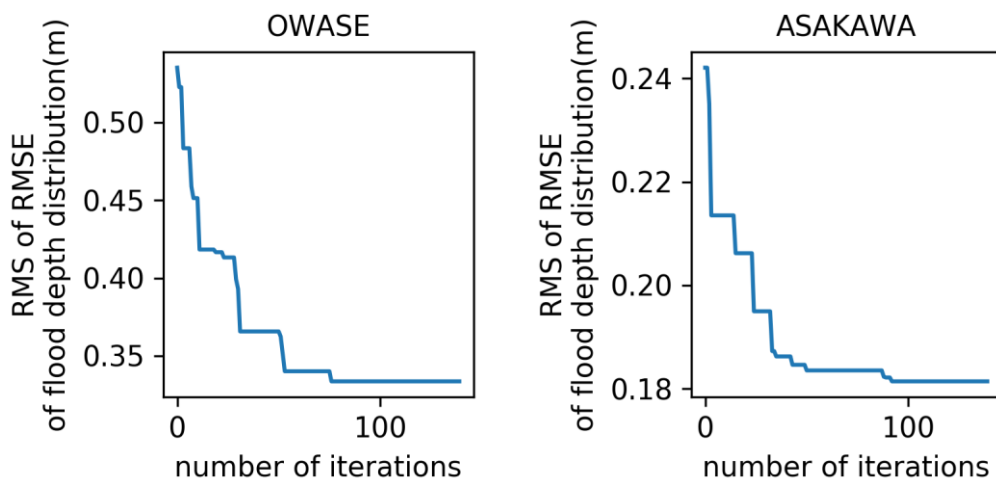 OWASE
RMS of RMSE
of flood depth distribution(m)
0.50
0.45
0.40
0.35
0
100
number of iterations
ASAKAWA
RMS of RMSE
of flood depth distribution(m)
0.24
0.22
0.20
0.18
0
100
number of iterations